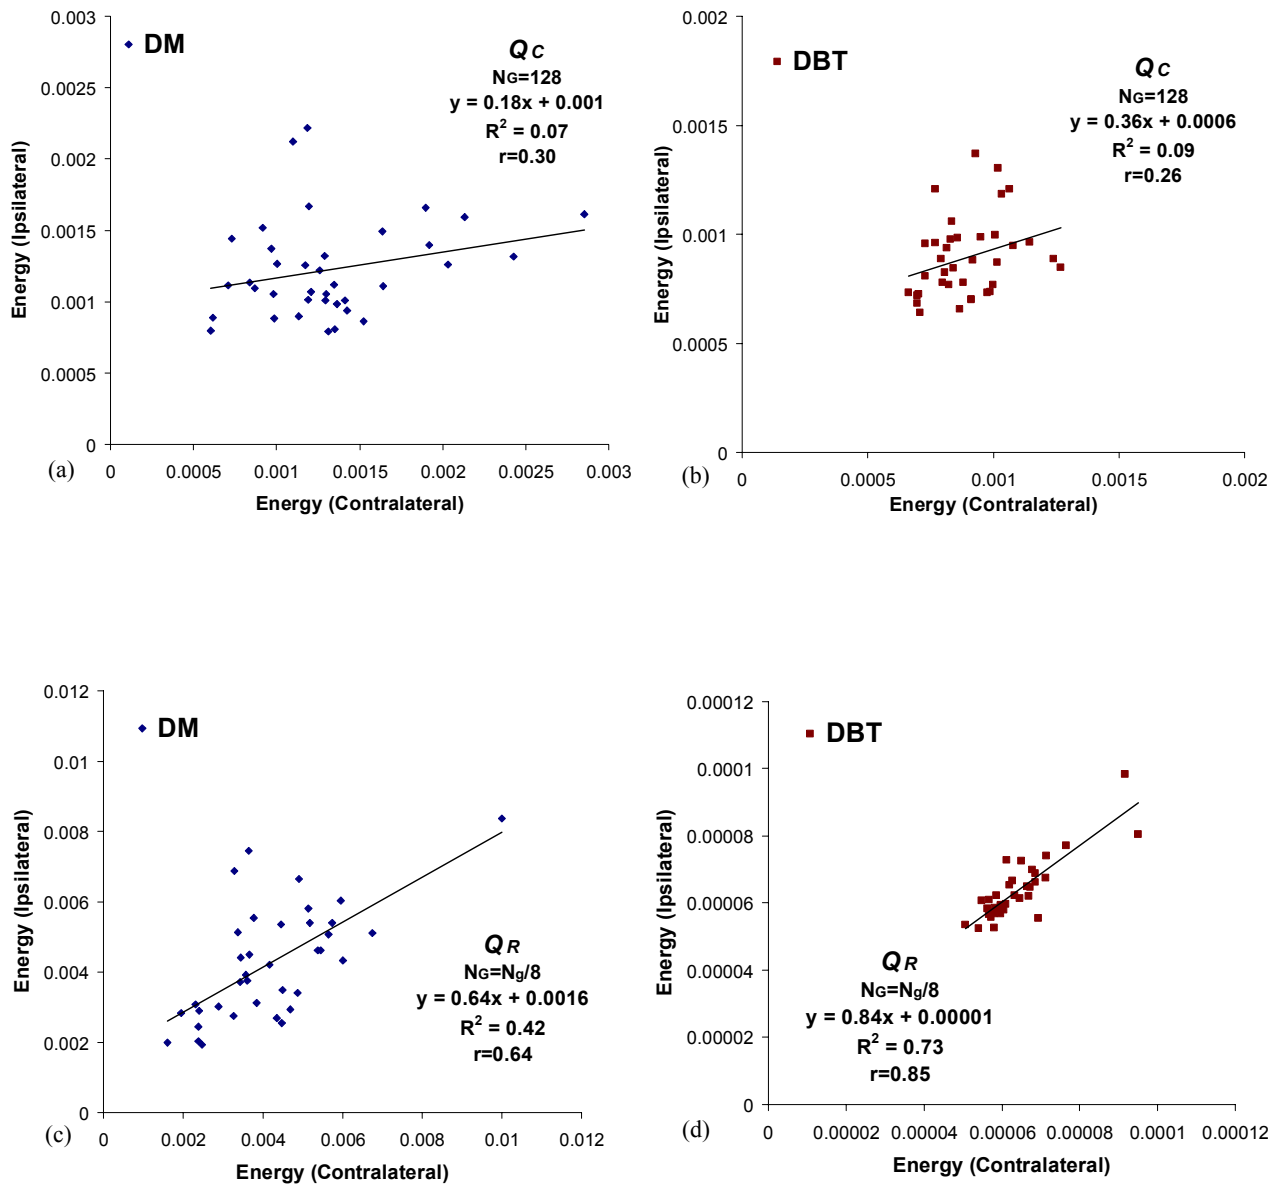 0.003
0.0025
0.002
0.0015
0.001
0.0005
0
DM
QC
NG=128
y = 0.18x + 0.001
R2 = 0.07
r=0.30
Energy (Ipsilateral)
0 0.0005 0.001 0.0015 0.002 0.0025 0.003
Energy (Contralateral)
(a)
0.002
0.0015
0.001
0.0005
0
DBT
QC
NG=128
y = 0.36x + 0.0006
R2 = 0.09
r=0.26
Energy (Ipsilateral)
0 0.0005 0.001 0.0015 0.002
Energy (Contralateral)
(b)
0.012
0.01
0.008
0.006
0.004
0.002
0
DM
QR
NG=Ng/8
y = 0.64x + 0.0016
R2 = 0.42
r=0.64
Energy (Ipsilateral)
0 0.002 0.004 0.006 0.008 0.01 0.012
Energy (Contralateral)
(c)
0.00012
0.0001
0.00008
0.00006
0.00004
0.00002
0
DBT
QR
NG=Ng/8
y = 0.84x + 0.00001
R2 = 0.73
r=0.85
Energy (Ipsilateral)
0 0.00002 0.00004 0.00006 0.00008 0.0001 0.00012
Energy (Contralateral)
(d)